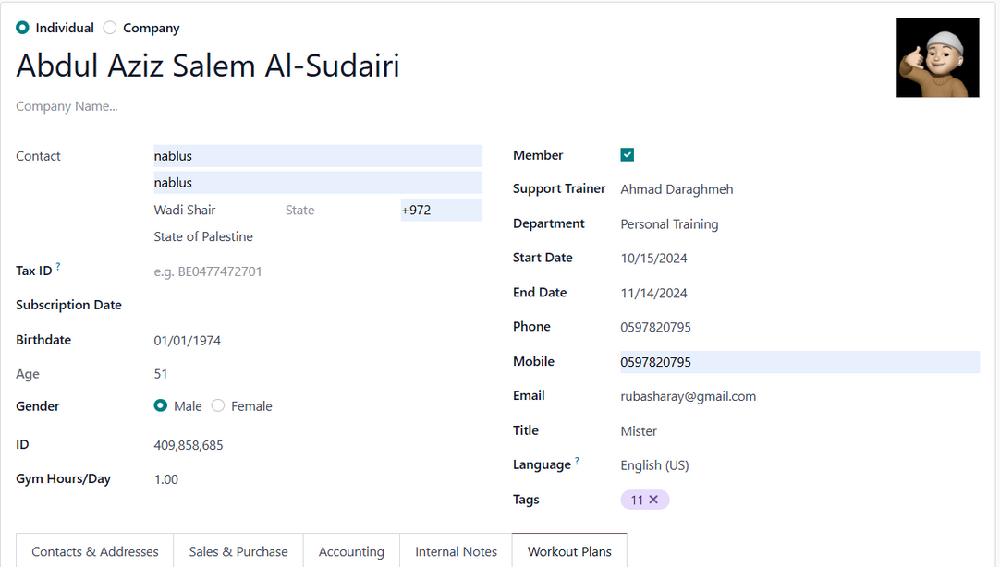 Individual Company
Abdul Aziz Salem Al-Sudairi
Company Name...
Contact
nablus
nablus
Wadi Shair State +972
State of Palestine
Tax ID ? e.g. BE0477472701
Subscription Date
Birthdate 01/01/1974
Age 51
Gender Male Female
ID 409,858,685
Gym Hours/Day 1.00
Member
Support Trainer Ahmad Daraghmeh
Department Personal Training
Start Date 10/15/2024
End Date 11/14/2024
Phone 0597820795
Mobile 0597820795
Email rubasharay@gmail.com
Title Mister
Language ? English (US)
Tags 11 ✕
Contacts & Addresses Sales & Purchase Accounting Internal Notes Workout Plans